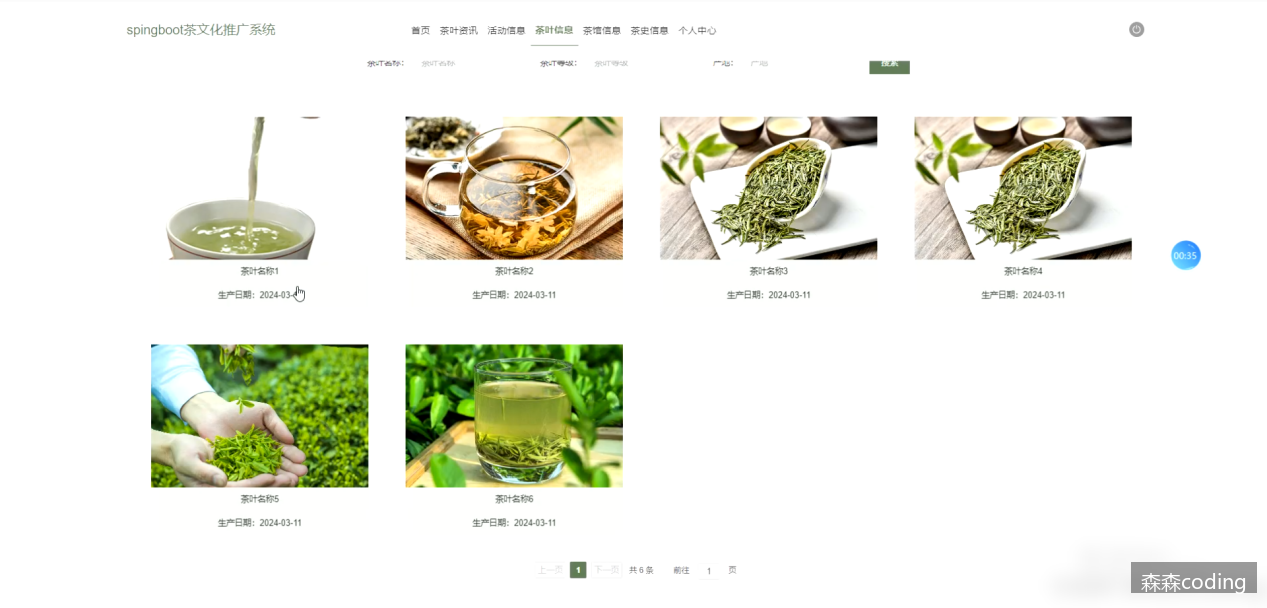 spingboot茶文化推广系统
首页 茶叶资讯 活动信息 茶叶信息 茶馆信息 茶史信息 个人中心
茶叶名称： 茶叶名称 茶叶等级： 茶叶等级 产地： 产地 搜索
00:35
茶叶名称1 茶叶名称2 茶叶名称3 茶叶名称4
生产日期：2024-03- 生产日期：2024-03-11 生产日期：2024-03-11 生产日期：2024-03-11
茶叶名称5 茶叶名称6
生产日期：2024-03-11 生产日期：2024-03-11
上一页 1 下一页 共 6 条 前往 1 页
森森coding